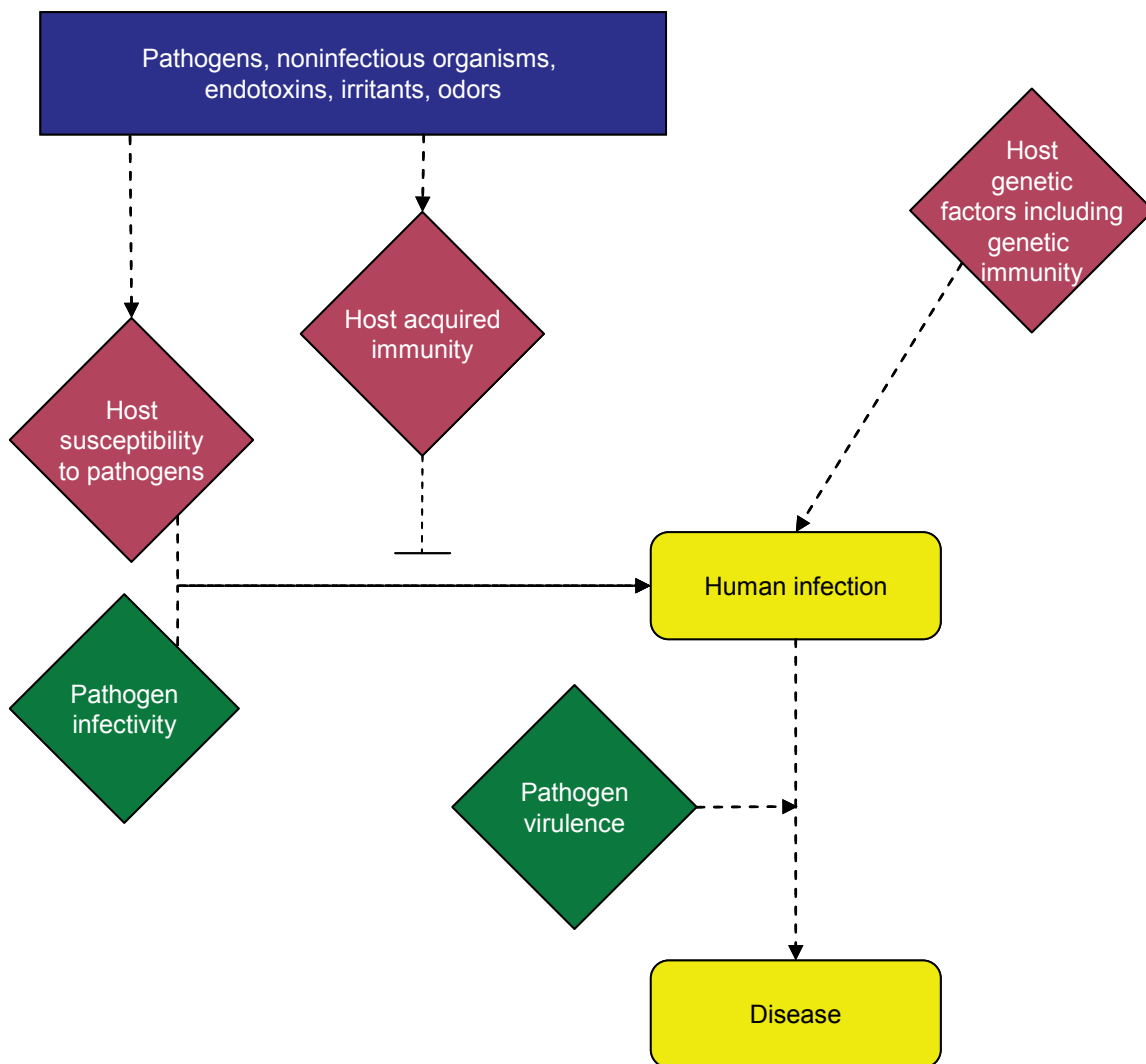 Pathogens, noninfectious organisms,
endotoxins, irritants, odors
Host
genetic
factors including
genetic
immunity
Host acquired
immunity
Host
susceptibility
to pathogens
Human infection
Pathogen
infectivity
Pathogen
virulence
Disease